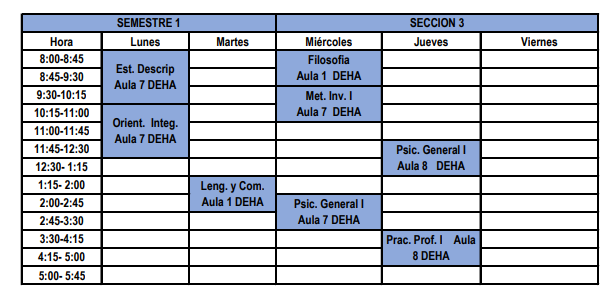 SEMESTRE 1 SECCION 3
Hora Lunes Martes Miércoles Jueves Viernes
8:00-8:45 Filosofia
Est. Descrip
8:45-9:30 Aula 1 DEHA
Aula 7 DEHA
9:30-10:15 Met. Inv. I
10:15-11:00 Aula 7 DEHA
Orient. Integ.
11:00-11:45
Aula 7 DEHA
11:45-12:30 Psic. General I
12:30- 1:15 Aula 8 DEHA
1:15- 2:00 Leng. y Com.
2:00-2:45 Aula 1 DEHA Psic. General I
2:45-3:30 Aula 7 DEHA
3:30-4:15 Prac. Prof. I Aula
4:15- 5:00 8 DEHA
5:00- 5:45